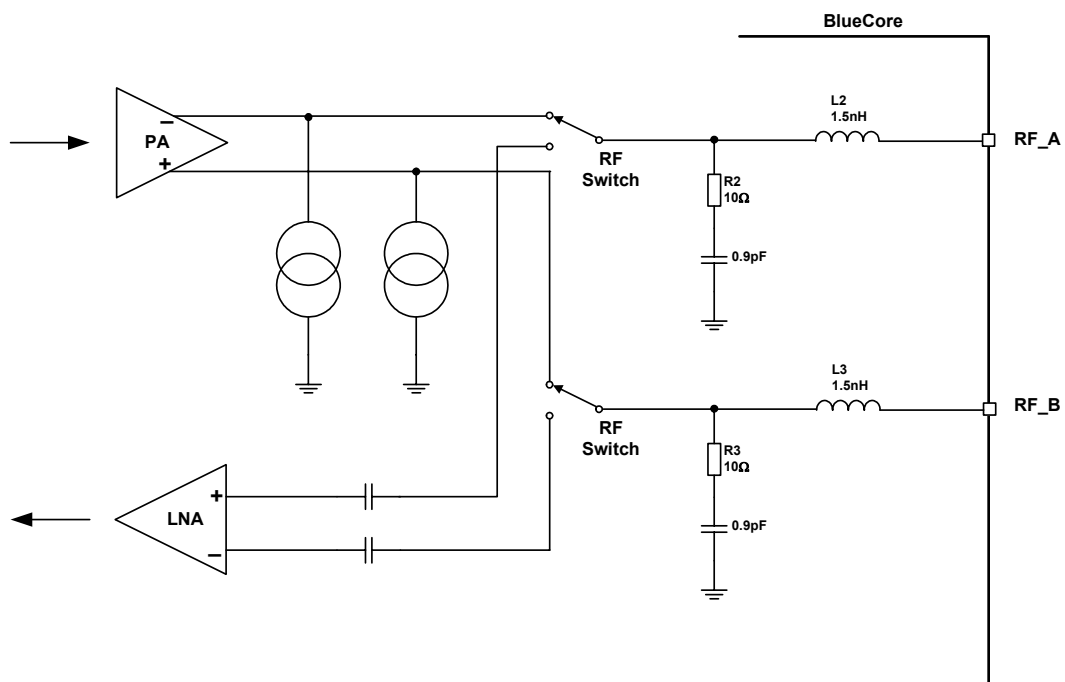 BlueCore
L2
1.5nH
RF_A
−
PA
+
RF
Switch
R2
10Ω
0.9pF
L3
1.5nH
RF_B
RF
Switch
R3
10Ω
0.9pF
+
LNA
−